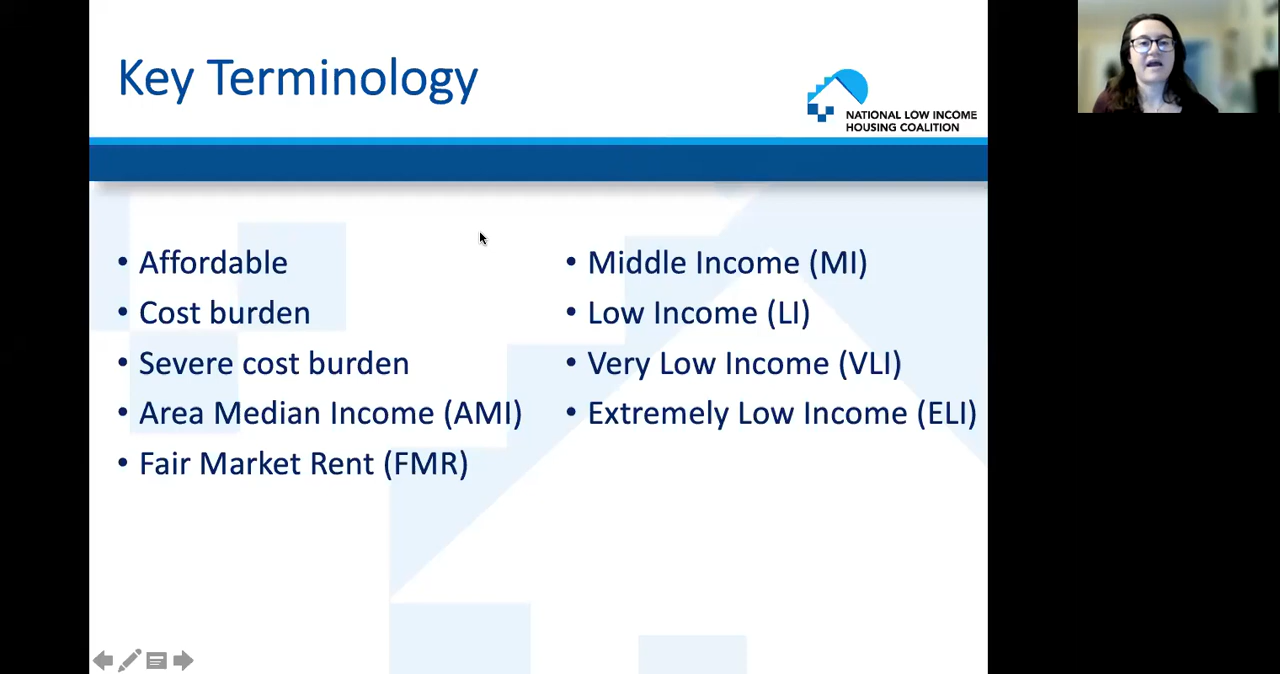 Key Terminology
NATIONAL LOW INCOME
HOUSING COALITION
• Affordable
• Cost burden
• Severe cost burden
• Area Median Income (AMI)
• Fair Market Rent (FMR)
• Middle Income (MI)
• Low Income (LI)
• Very Low Income (VLI)
• Extremely Low Income (ELI)